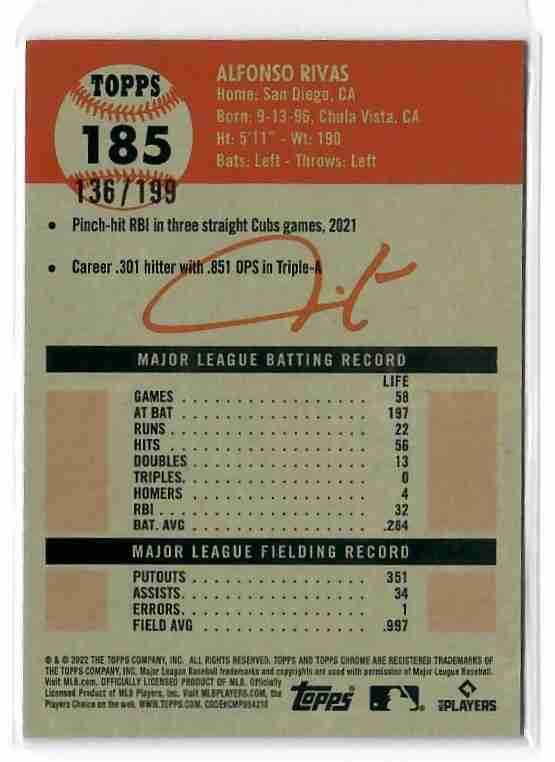 TOPPS
185
136/199
ALFONSO RIVAS
Home: San Diego, CA
Born: 9-13-96, Chula Vista, CA
Ht: 5'11" - Wt: 190
Bats: Left - Throws: Left
• Pinch-hit RBI in three straight Cubs games, 2021
• Career .301 hitter with .851 OPS in Triple-A
MAJOR LEAGUE BATTING RECORD
LIFE
GAMES 58
AT BAT 197
RUNS 22
HITS 56
DOUBLES 13
TRIPLES 0
HOMERS 4
RBI 32
BAT. AVG .284
MAJOR LEAGUE FIELDING RECORD
PUTOUTS 351
ASSISTS 34
ERRORS 1
FIELD AVG .997
® & © 2022 THE TOPPS COMPANY, INC. ALL RIGHTS RESERVED. TOPPS AND TOPPS CHROME ARE REGISTERED TRADEMARKS OF
THE TOPPS COMPANY, INC. Major League Baseball trademarks and copyrights are used with permission of Major League Baseball.
Visit MLB.com. OFFICIALLY LICENSED PRODUCT OF MLB. Officially
Licensed Product of MLB Players, Inc. Visit MLBPLAYERS.COM, the
Players Choice on the web. WWW.TOPPS.COM. CODE#CMP094210
topps
MLB PLAYERS